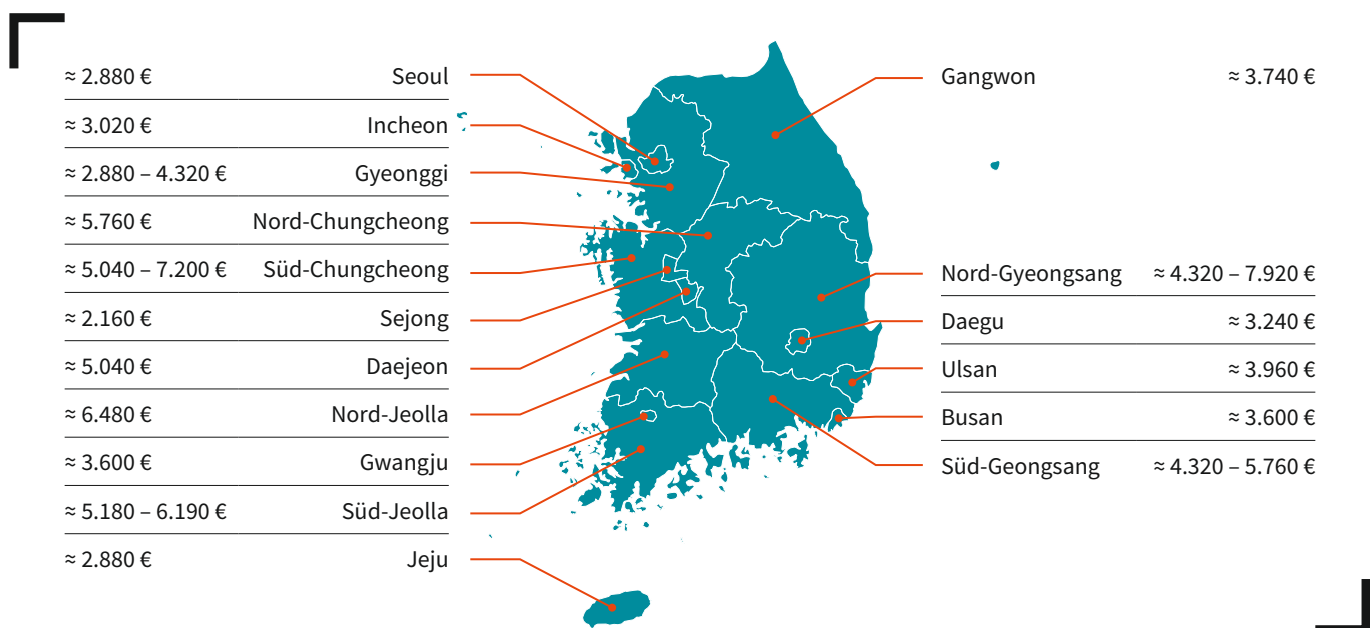 ≈ 2.880 € Seoul
≈ 3.020 € Incheon
≈ 2.880 – 4.320 € Gyeonggi
≈ 5.760 € Nord-Chungcheong
≈ 5.040 – 7.200 € Süd-Chungcheong
≈ 2.160 € Sejong
≈ 5.040 € Daejeon
≈ 6.480 € Nord-Jeolla
≈ 3.600 € Gwangju
≈ 5.180 – 6.190 € Süd-Jeolla
≈ 2.880 € Jeju
Gangwon ≈ 3.740 €
Nord-Gyeongsang ≈ 4.320 – 7.920 €
Daegu ≈ 3.240 €
Ulsan ≈ 3.960 €
Busan ≈ 3.600 €
Süd-Geongsang ≈ 4.320 – 5.760 €